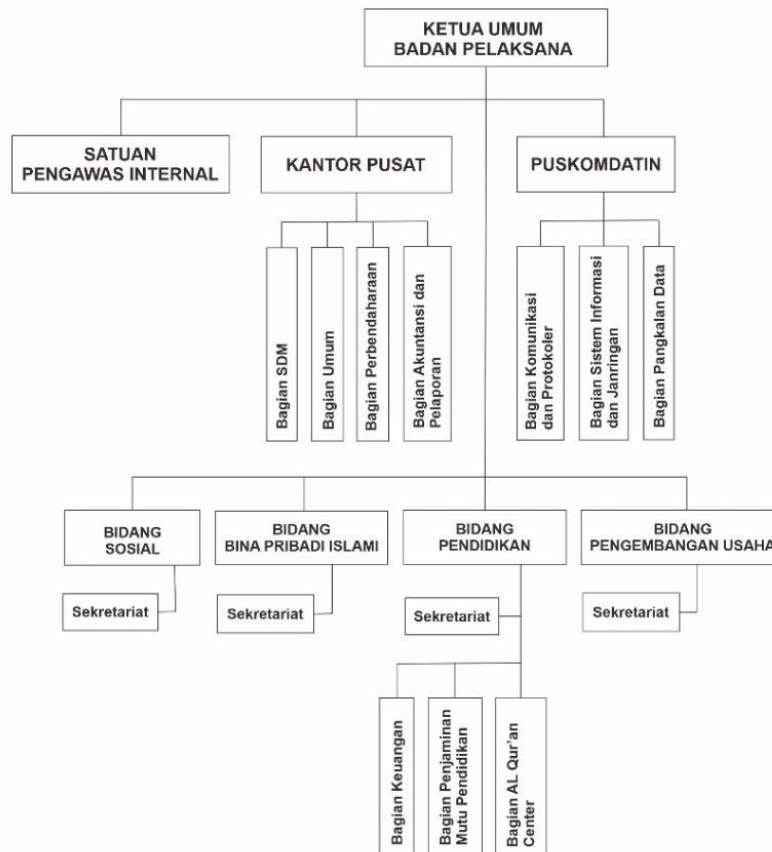 KETUA UMUM
BADAN PELAKSANA
SATUAN
PENGAWAS INTERNAL
KANTOR PUSAT
PUSKOMDATIN
Bagian SDM
Bagian Umum
Bagian Perbendaharaan
Bagian Akuntansi dan
Pelaporan
Bagian Komunikasi
dan Protokoler
Bagian Sistem Informasi
dan Janringan
Bagian Pangkalan Data
BIDANG
SOSIAL
BIDANG
BINA PRIBADI ISLAMI
BIDANG
PENDIDIKAN
BIDANG
PENGEMBANGAN USAHA
Sekretariat
Sekretariat
Sekretariat
Sekretariat
Bagian Keuangan
Bagian Penjaminan
Mutu Pendidikan
Bagian AL Qur'an
Center